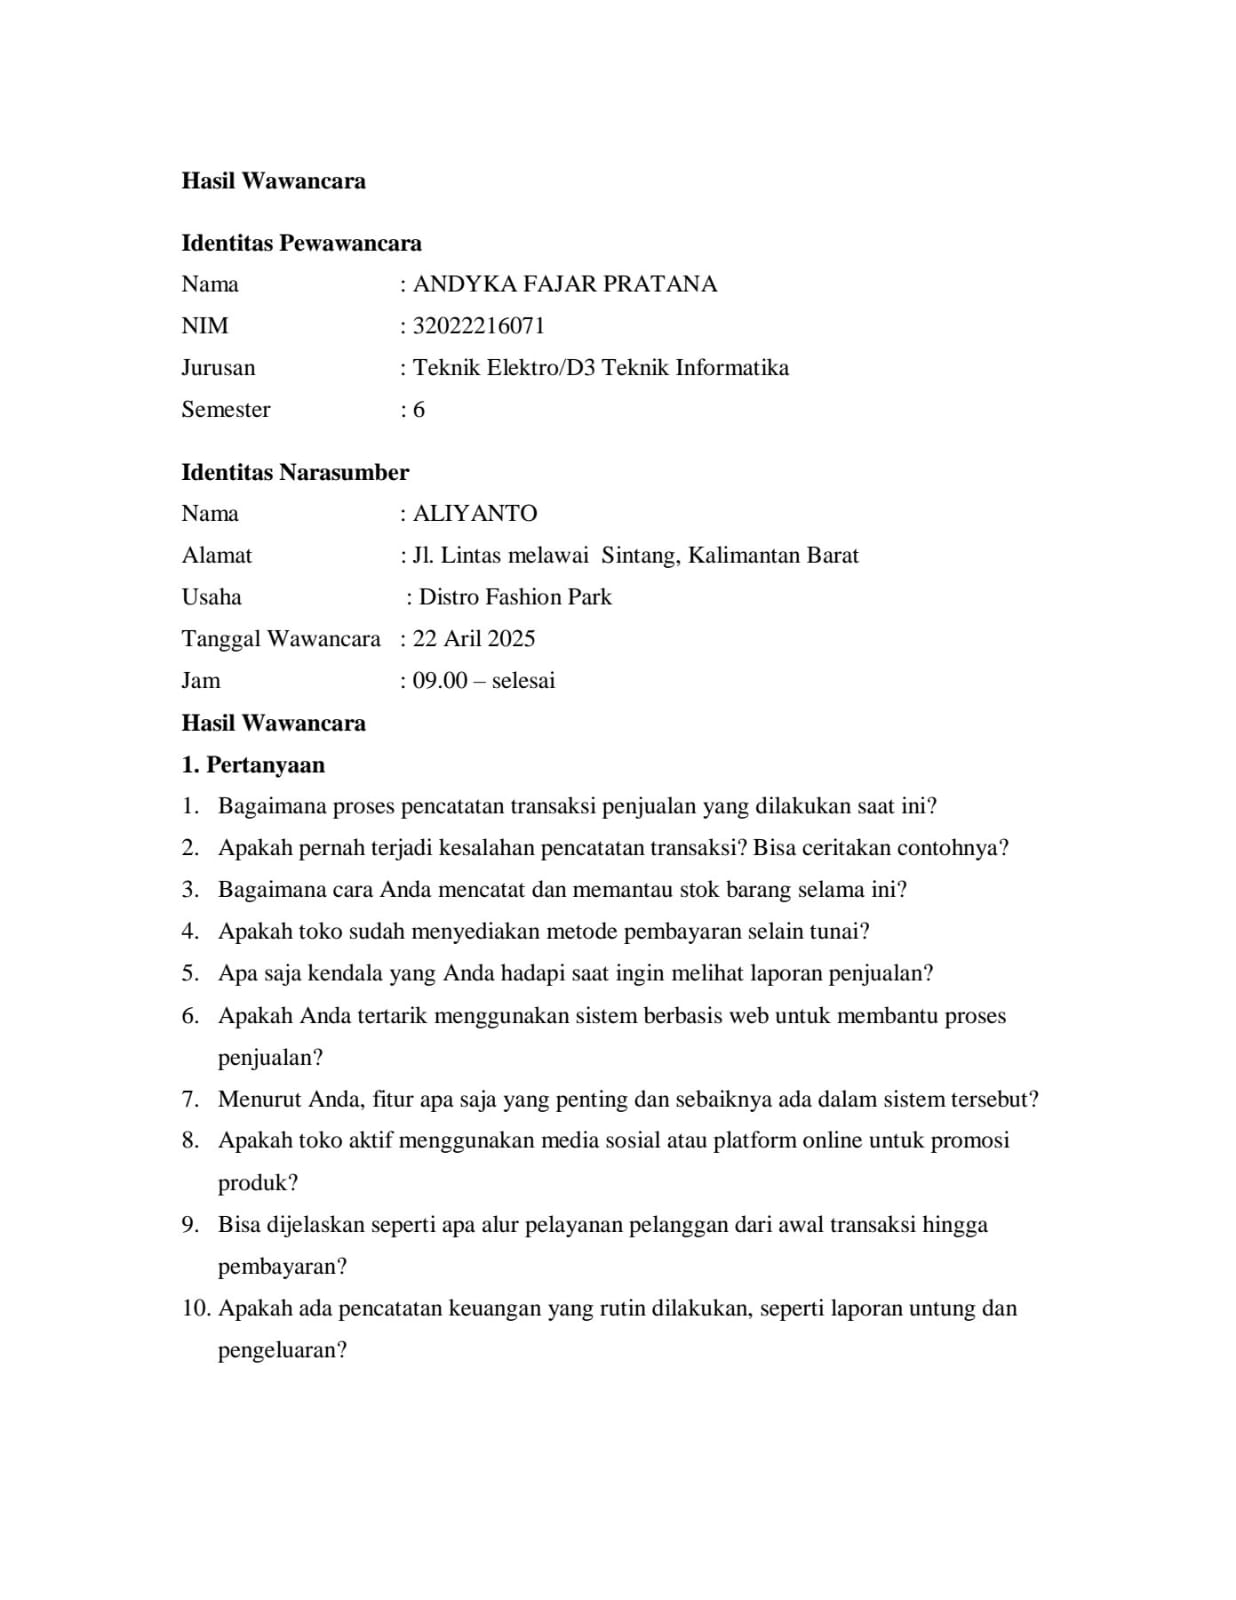 Hasil Wawancara
Identitas Pewawancara
Nama : ANDYKA FAJAR PRATANA
NIM : 32022216071
Jurusan : Teknik Elektro/D3 Teknik Informatika
Semester : 6
Identitas Narasumber
Nama : ALIYANTO
Alamat : Jl. Lintas melawai Sintang, Kalimantan Barat
Usaha : Distro Fashion Park
Tanggal Wawancara : 22 Aril 2025
Jam : 09.00 – selesai
Hasil Wawancara
1. Pertanyaan
1. Bagaimana proses pencatatan transaksi penjualan yang dilakukan saat ini?
2. Apakah pernah terjadi kesalahan pencatatan transaksi? Bisa ceritakan contohnya?
3. Bagaimana cara Anda mencatat dan memantau stok barang selama ini?
4. Apakah toko sudah menyediakan metode pembayaran selain tunai?
5. Apa saja kendala yang Anda hadapi saat ingin melihat laporan penjualan?
6. Apakah Anda tertarik menggunakan sistem berbasis web untuk membantu proses
penjualan?
7. Menurut Anda, fitur apa saja yang penting dan sebaiknya ada dalam sistem tersebut?
8. Apakah toko aktif menggunakan media sosial atau platform online untuk promosi
produk?
9. Bisa dijelaskan seperti apa alur pelayanan pelanggan dari awal transaksi hingga
pembayaran?
10. Apakah ada pencatatan keuangan yang rutin dilakukan, seperti laporan untung dan
pengeluaran?